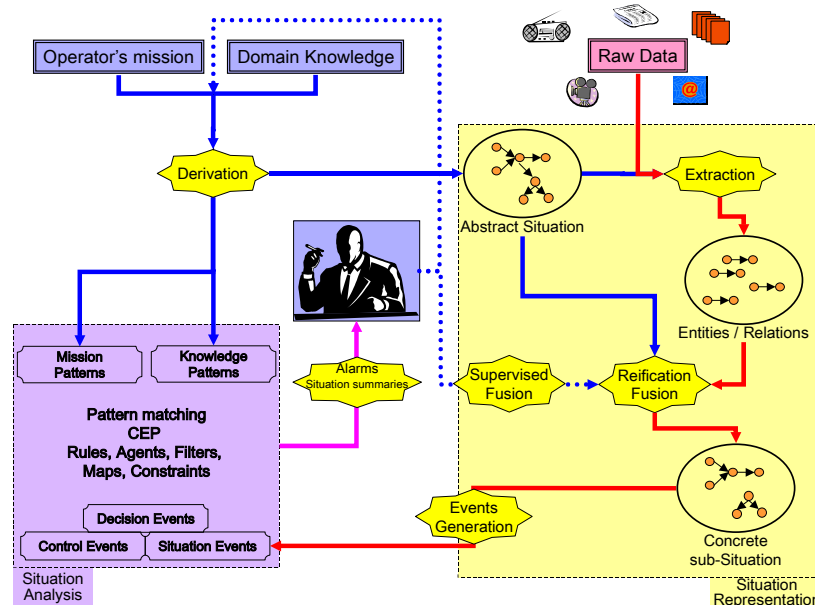 Operator's mission
Domain Knowledge
Raw Data
@
Derivation
Extraction
Abstract Situation
Entities / Relations
Mission
Patterns
Knowledge
Patterns
Alarms
Situation summaries
Supervised
Fusion
Reification
Fusion
Pattern matching
CEP
Rules, Agents, Filters,
Maps, Constraints
Decision Events
Control Events
Situation Events
Events
Generation
Concrete
sub-Situation
Situation
Analysis
Situation
Representation